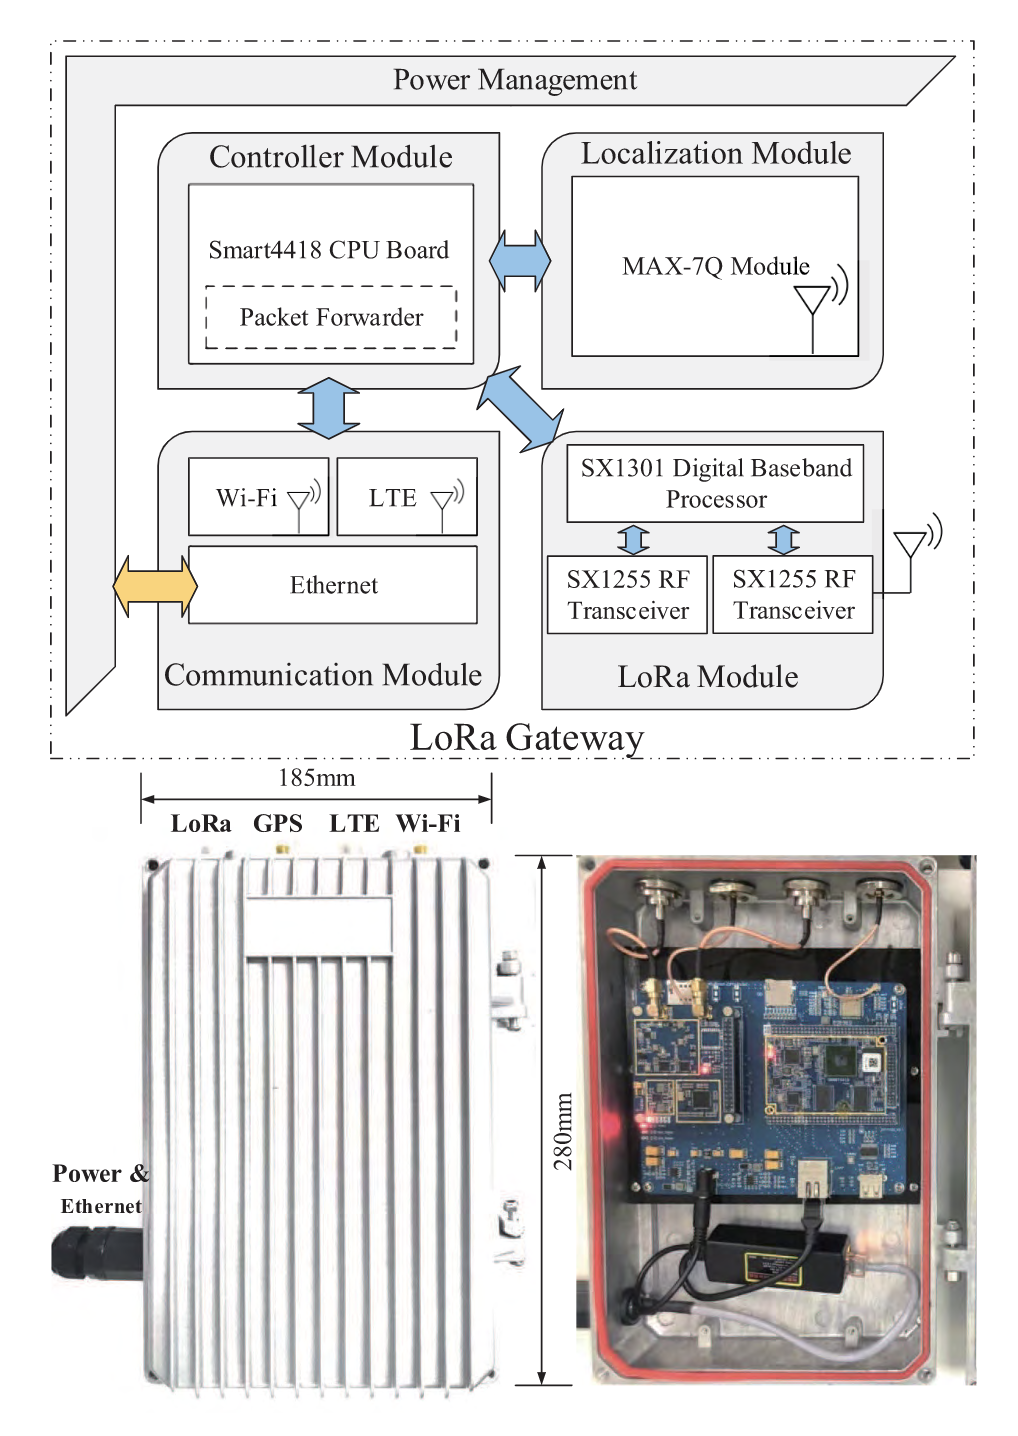 Power Management
Controller Module
Smart4418 CPU Board
Packet Forwarder
Localization Module
MAX-7Q Module
Wi-Fi
LTE
Ethernet
Communication Module
SX1301 Digital Baseband
Processor
SX1255 RF
Transceiver
SX1255 RF
Transceiver
LoRa Module
LoRa Gateway
185mm
LoRa GPS LTE Wi-Fi
280mm
Power &
Ethernet